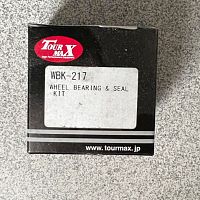 TOUR
MAX
WBK-217
WHEEL BEARING & SEAL
KIT
www.tourmax.jp